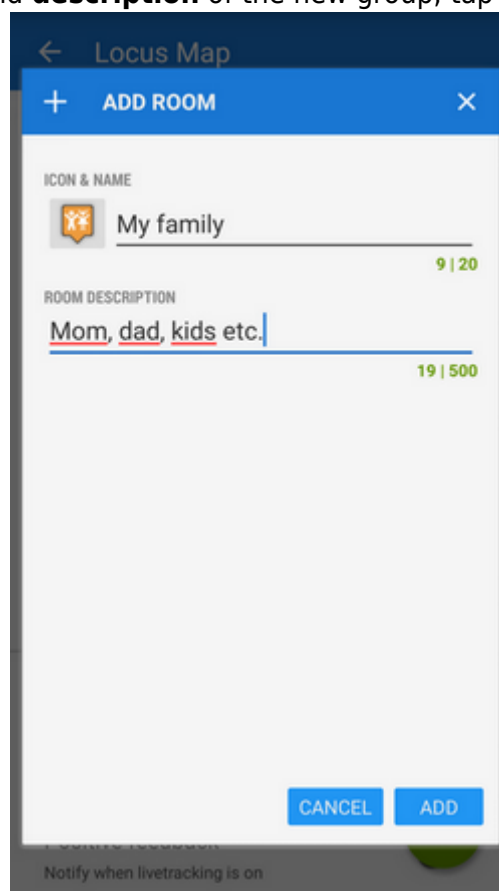 description of the new group, tap
Locus Map
ADD ROOM
ICON & NAME
My family
9 | 20
ROOM DESCRIPTION
Mom, dad, kids etc.
19 | 500
CANCEL ADD
Notify when livetracking is on